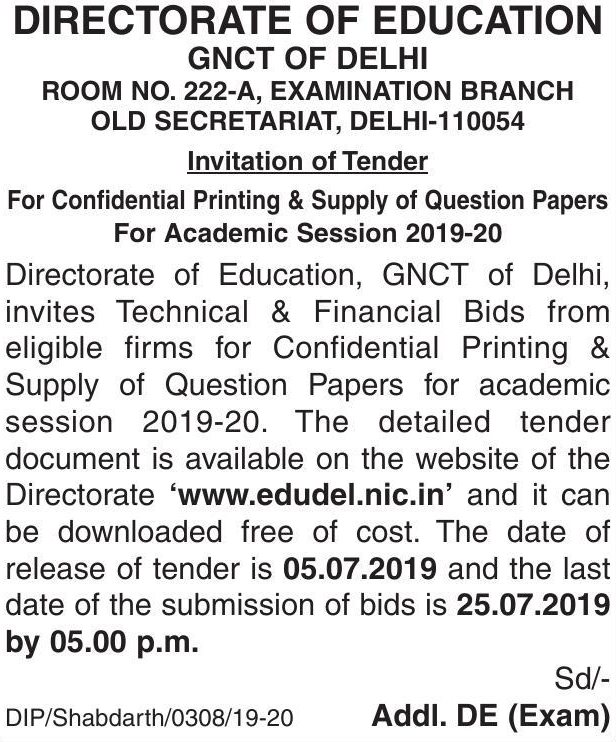 DIRECTORATE OF EDUCATION
GNCT OF DELHI
ROOM NO. 222-A, EXAMINATION BRANCH
OLD SECRETARIAT, DELHI-110054
Invitation of Tender
For Confidential Printing & Supply of Question Papers
For Academic Session 2019-20
Directorate of Education, GNCT of Delhi,
invites Technical & Financial Bids from
eligible firms for Confidential Printing &
Supply of Question Papers for academic
session 2019-20. The detailed tender
document is available on the website of the
Directorate ‘www.edudel.nic.in’ and it can
be downloaded free of cost. The date of
release of tender is 05.07.2019 and the last
date of the submission of bids is 25.07.2019
by 05.00 p.m.
Sd/-
DIP/Shabdarth/0308/19-20 Addl. DE (Exam)